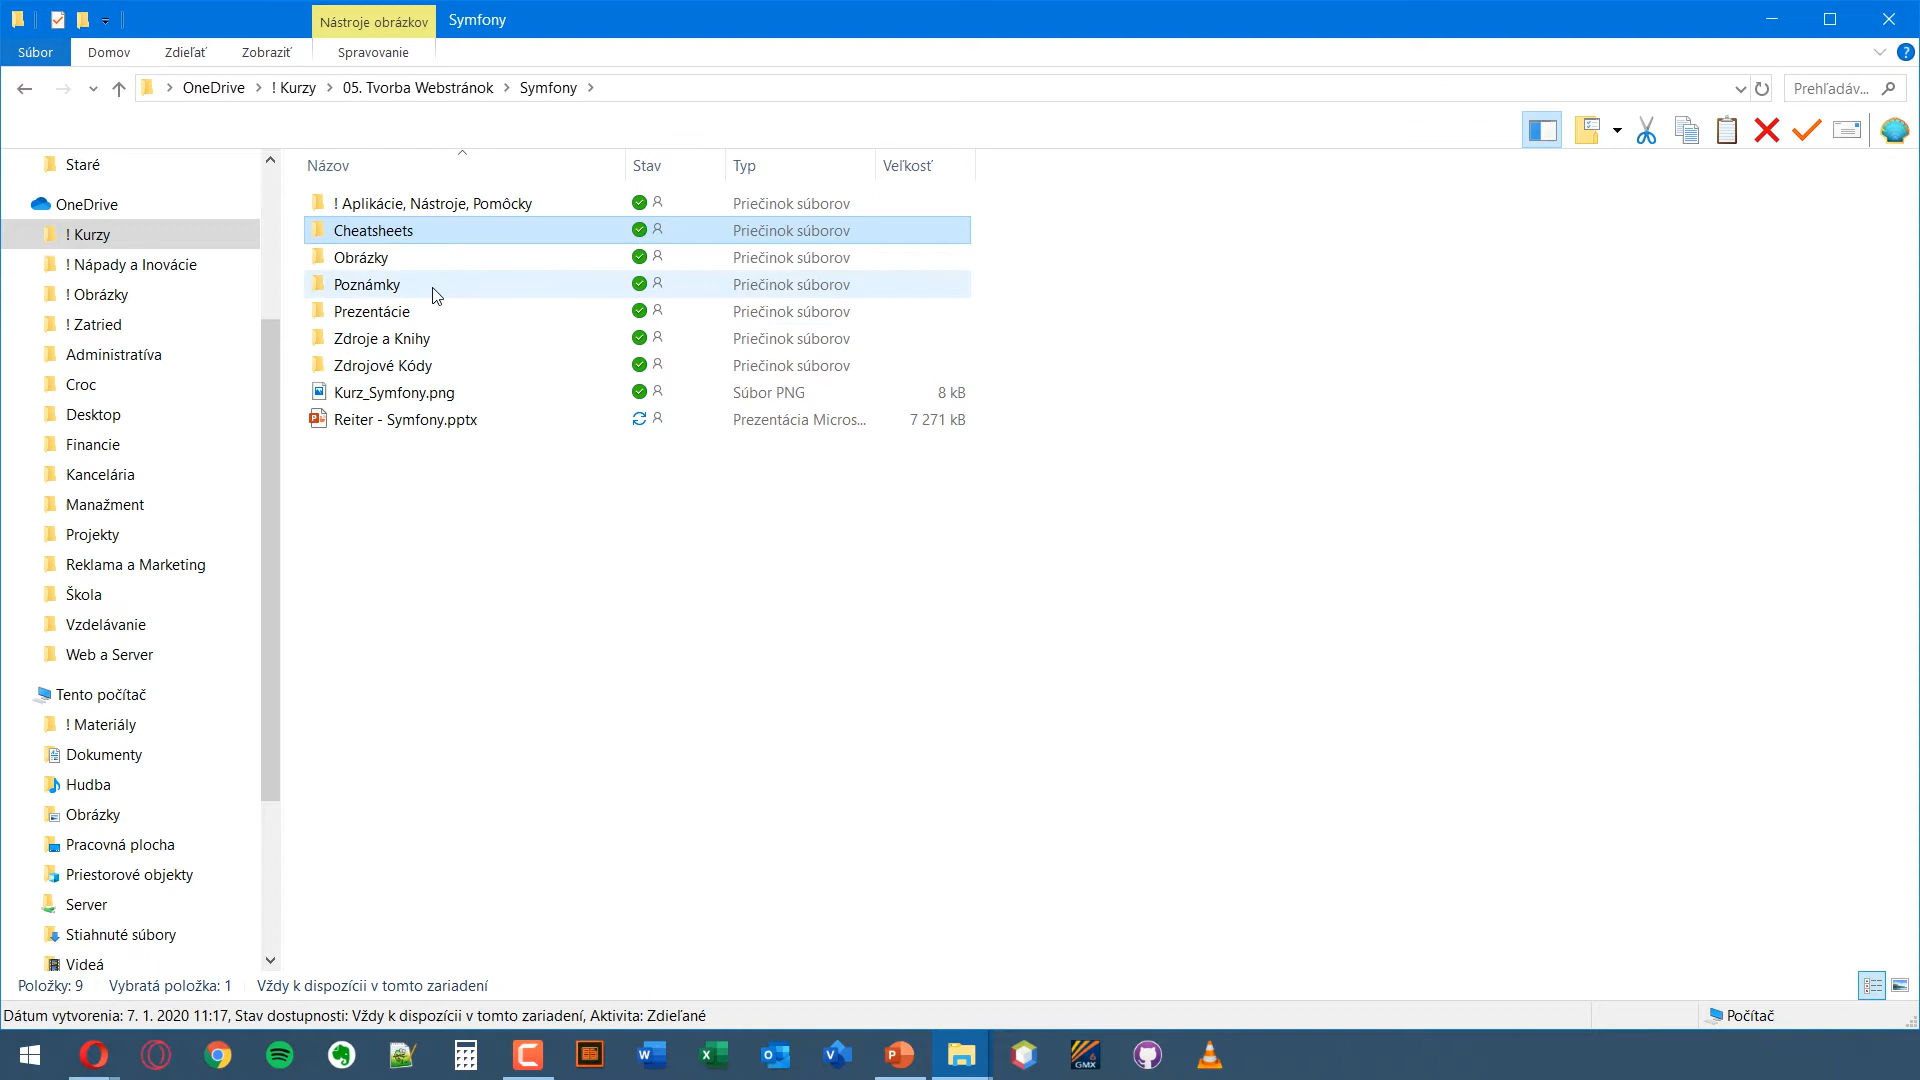 Nástroje obrázkov
Symfony
Súbor
Domov
Zdieľať
Zobraziť
Spravovanie
OneDrive
! Kurzy
05. Tvorba Webstránok
Symfony
Prehľadáv...
Názov
Stav
Typ
Veľkosť
! Aplikácie, Nástroje, Pomôcky Priečinok súborov
Cheatsheets Priečinok súborov
Obrázky Priečinok súborov
Poznámky Priečinok súborov
Prezentácie Priečinok súborov
Zdroje a Knihy Priečinok súborov
Zdrojové Kódy Priečinok súborov
Kurz_Symfony.png Súbor PNG 8 kB
Reiter - Symfony.pptx Prezentácia Micros... 7 271 kB
Staré
OneDrive
! Kurzy
! Nápady a Inovácie
! Obrázky
! Zatried
Administratíva
Croc
Desktop
Financie
Kancelária
Manažment
Projekty
Reklama a Marketing
Škola
Vzdelávanie
Web a Server
Tento počítač
! Materiály
Dokumenty
Hudba
Obrázky
Pracovná plocha
Priestorové objekty
Server
Stiahnuté súbory
Videá
Položky: 9 Vybratá položka: 1 Vždy k dispozícii v tomto zariadení
Dátum vytvorenia: 7. 1. 2020 11:17, Stav dostupnosti: Vždy k dispozícii v tomto zariadení, Aktivita: Zdieľané
Počítač
GMX